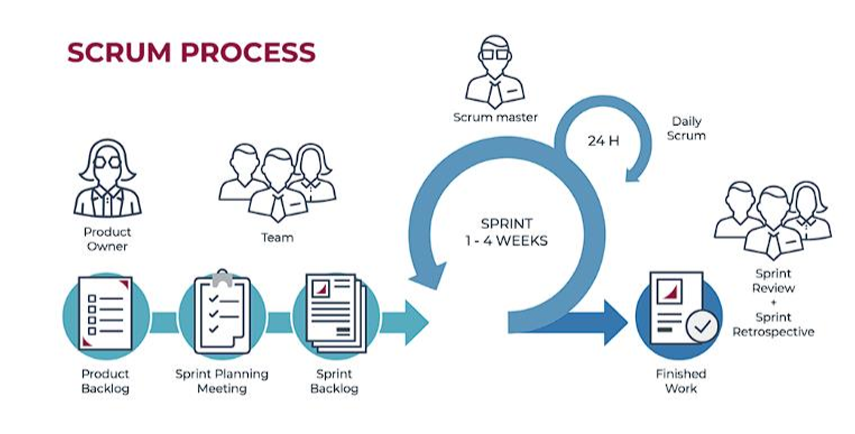 SCRUM PROCESS
Scrum master
24 H
Daily
Scrum
Product
Owner
Team
SPRINT
1 - 4 WEEKS
Sprint
Review
+
Sprint
Retrospective
Product
Backlog
Sprint Planning
Meeting
Sprint
Backlog
Finished
Work